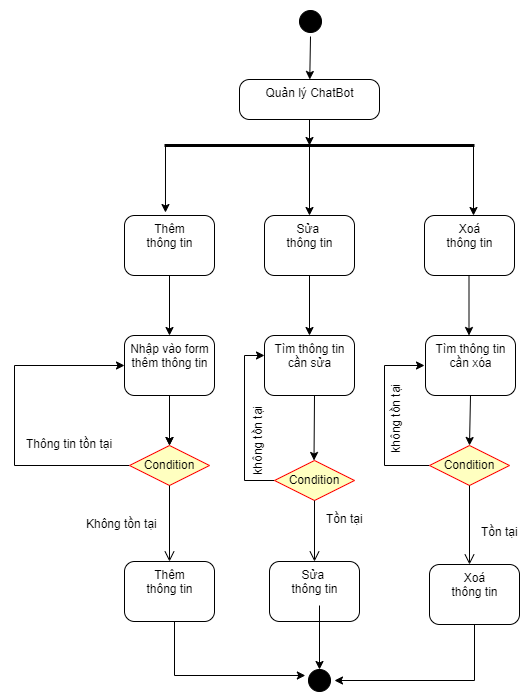 Quản lý ChatBot
Thêm
thông tin
Sửa
thông tin
Xoá
thông tin
Nhập vào form
thêm thông tin
Tìm thông tin
cần sửa
Tìm thông tin
cần xóa
Thông tin tồn tại
không tồn tại
không tồn tại
Condition
Condition
Condition
Không tồn tại
Tồn tại
Tồn tại
Thêm
thông tin
Sửa
thông tin
Xoá
thông tin